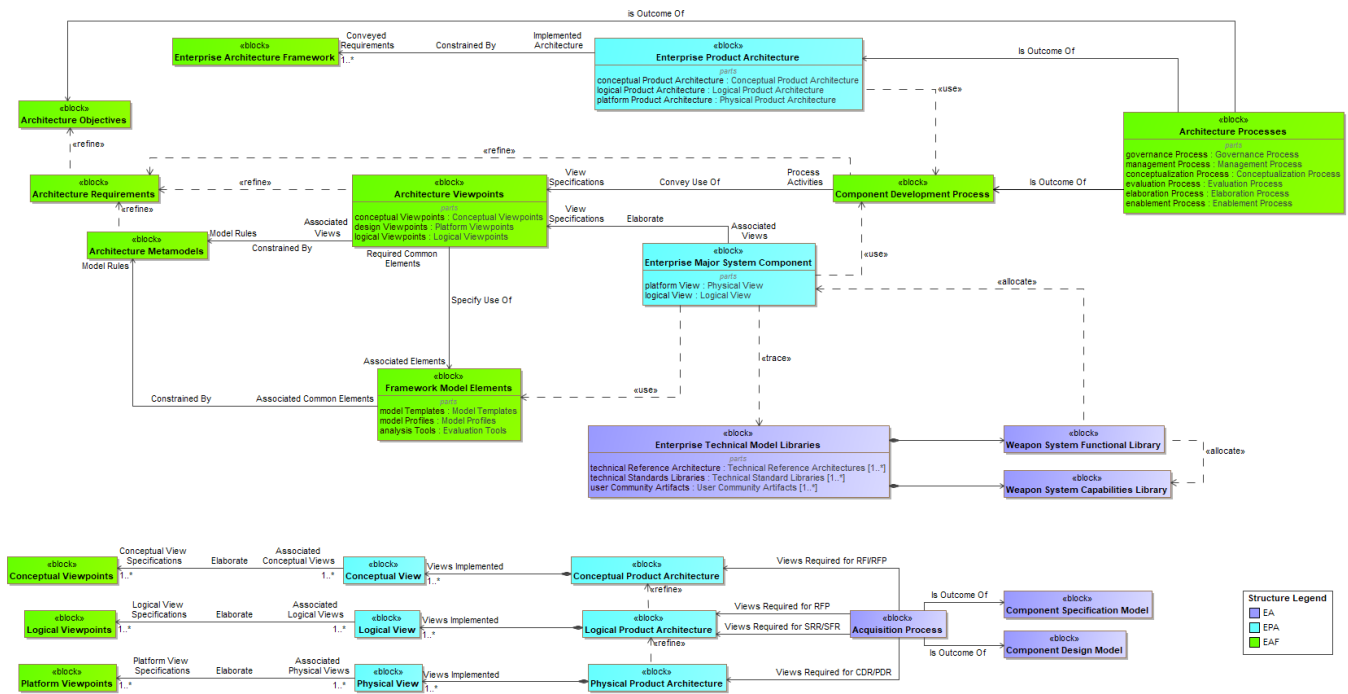 is Outcome Of
«block»
Enterprise Architecture Framework
Conveyed
Requirements
1..*
Constrained By
Implemented
Architecture
«block»
Enterprise Product Architecture
parts
conceptual Product Architecture : Conceptual Product Architecture
logical Product Architecture : Logical Product Architecture
platform Product Architecture : Physical Product Architecture
Is Outcome Of
«use»
«block»
Architecture Objectives
«refine»
«block»
Architecture Processes
parts
governance Process : Governance Process
management Process : Management Process
conceptualization Process : Conceptualization Process
evaluation Process : Evaluation Process
elaboration Process : Elaboration Process
enablement Process : Enablement Process
«refine»
«block»
Architecture Requirements
«refine»
«block»
Architecture Viewpoints
parts
conceptual Viewpoints : Conceptual Viewpoints
design Viewpoints : Platform Viewpoints
logical Viewpoints : Logical Viewpoints
View
Specifications
Convey Use Of
Process
Activities
«block»
Component Development Process
Is Outcome Of
«refine»
«block»
Architecture Metamodels
Model Rules
Constrained By
Associated
Views
View
Specifications
Elaborate
Associated
Views
Model Rules
Required Common
Elements
«block»
Enterprise Major System Component
parts
platform View : Physical View
logical View : Logical View
«use»
«allocate»
Specify Use Of
Associated Elements
«trace»
«block»
Framework Model Elements
parts
model Templates : Model Templates
model Profiles : Model Profiles
analysis Tools : Evaluation Tools
Constrained By
Associated Common Elements
«use»
«block»
Enterprise Technical Model Libraries
parts
technical Reference Architecture : Technical Reference Architectures [1..*]
technical Standards Libraries : Technical Standard Libraries [1..*]
user Community Artifacts : User Community Artifacts [1..*]
«block»
Weapon System Functional Library
«allocate»
«block»
Weapon System Capabilities Library
«block»
Conceptual Viewpoints
Conceptual View
Specifications
1..*
Elaborate
Associated
Conceptual Views
1..*
«block»
Conceptual View
Views Implemented
1..*
«block»
Conceptual Product Architecture
Views Required for RFI/RFP
«refine»
«block»
Logical Viewpoints
Logical View
Specifications
1..*
Elaborate
Associated
Logical Views
1..*
«block»
Logical View
Views Implemented
1..*
«block»
Logical Product Architecture
Views Required for RFP
Views Required for SRR/SFR
«block»
Acquisition Process
Is Outcome Of
«block»
Component Specification Model
Is Outcome Of
«block»
Component Design Model
«refine»
«block»
Platform Viewpoints
Platform View
Specifications
1..*
Elaborate
Associated
Physical Views
1..*
«block»
Physical View
Views Implemented
1..*
«block»
Physical Product Architecture
Views Required for CDR/PDR
Structure Legend
EA
EPA
EAF